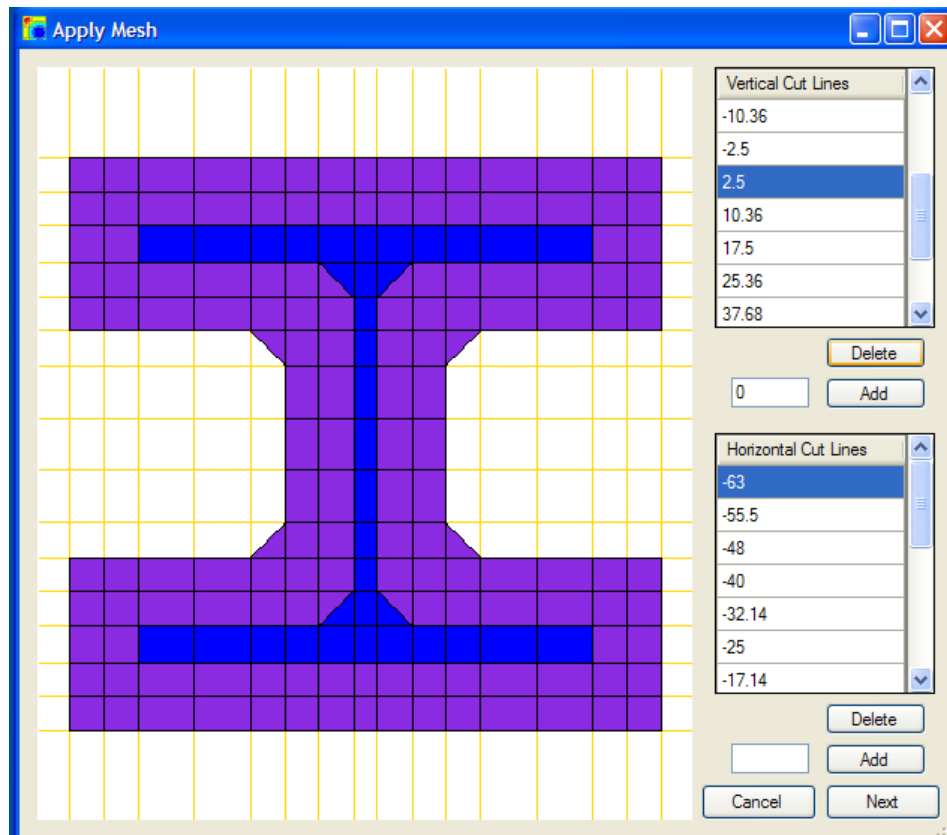 Apply Mesh
Vertical Cut Lines
-10.36
-2.5
2.5
10.36
17.5
25.36
37.68
Delete
0
Add
Horizontal Cut Lines
-63
-55.5
-48
-40
-32.14
-25
-17.14
Delete
Add
Cancel
Next